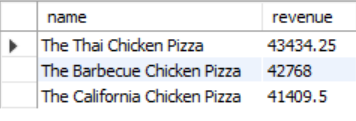 name revenue
The Thai Chicken Pizza 43434.25
The Barbecue Chicken Pizza 42768
The California Chicken Pizza 41409.5